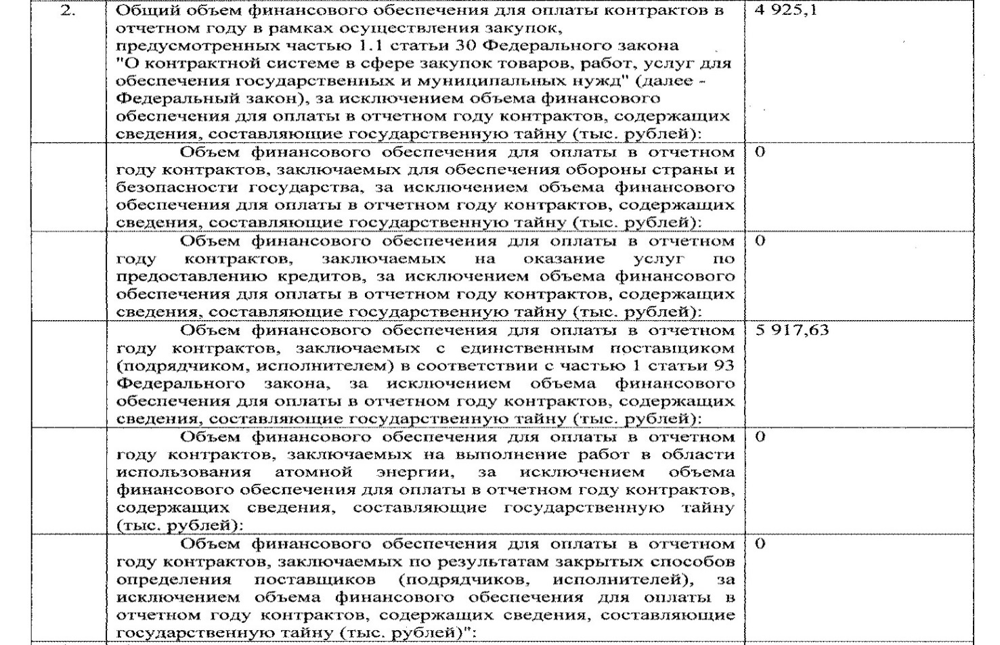 2. Общий объем финансового обеспечения для оплаты контрактов в 4 925,1
отчетном году в рамках осуществления закупок,
предусмотренных частью 1.1 статьи 30 Федерального закона
"О контрактной системе в сфере закупок товаров, работ, услуг для
обеспечения государственных и муниципальных нужд" (далее -
Федеральный закон), за исключением объема финансового
обеспечения для оплаты в отчетном году контрактов, содержащих
сведения, составляющие государственную тайну (тыс. рублей):
Объем финансового обеспечения для оплаты в отчетном 0
году контрактов, заключаемых для обеспечения обороны страны и
безопасности государства, за исключением объема финансового
обеспечения для оплаты в отчетном году контрактов, содержащих
сведения, составляющие государственную тайну (тыс. рублей):
Объем финансового обеспечения для оплаты в отчетном 0
году контрактов, заключаемых на оказание услуг по
предоставлению кредитов, за исключением объема финансового
обеспечения для оплаты в отчетном году контрактов, содержащих
сведения, составляющие государственную тайну (тыс. рублей):
Объем финансового обеспечения для оплаты в отчетном 5 917,63
году контрактов, заключаемых с единственным поставщиком
(подрядчиком, исполнителем) в соответствии с частью 1 статьи 93
Федерального закона, за исключением объема финансового
обеспечения для оплаты в отчетном году контрактов, содержащих
сведения, составляющие государственную тайну (тыс. рублей):
Объем финансового обеспечения для оплаты в отчетном 0
году контрактов, заключаемых на выполнение работ в области
использования атомной энергии, за исключением объема
финансового обеспечения для оплаты в отчетном году контрактов,
содержащих сведения, составляющие государственную тайну
(тыс. рублей):
Объем финансового обеспечения для оплаты в отчетном 0
году контрактов, заключаемых по результатам закрытых способов
определения поставщиков (подрядчиков, исполнителей), за
исключением объема финансового обеспечения для оплаты в
отчетном году контрактов, содержащих сведения, составляющие
государственную тайну (тыс. рублей)":